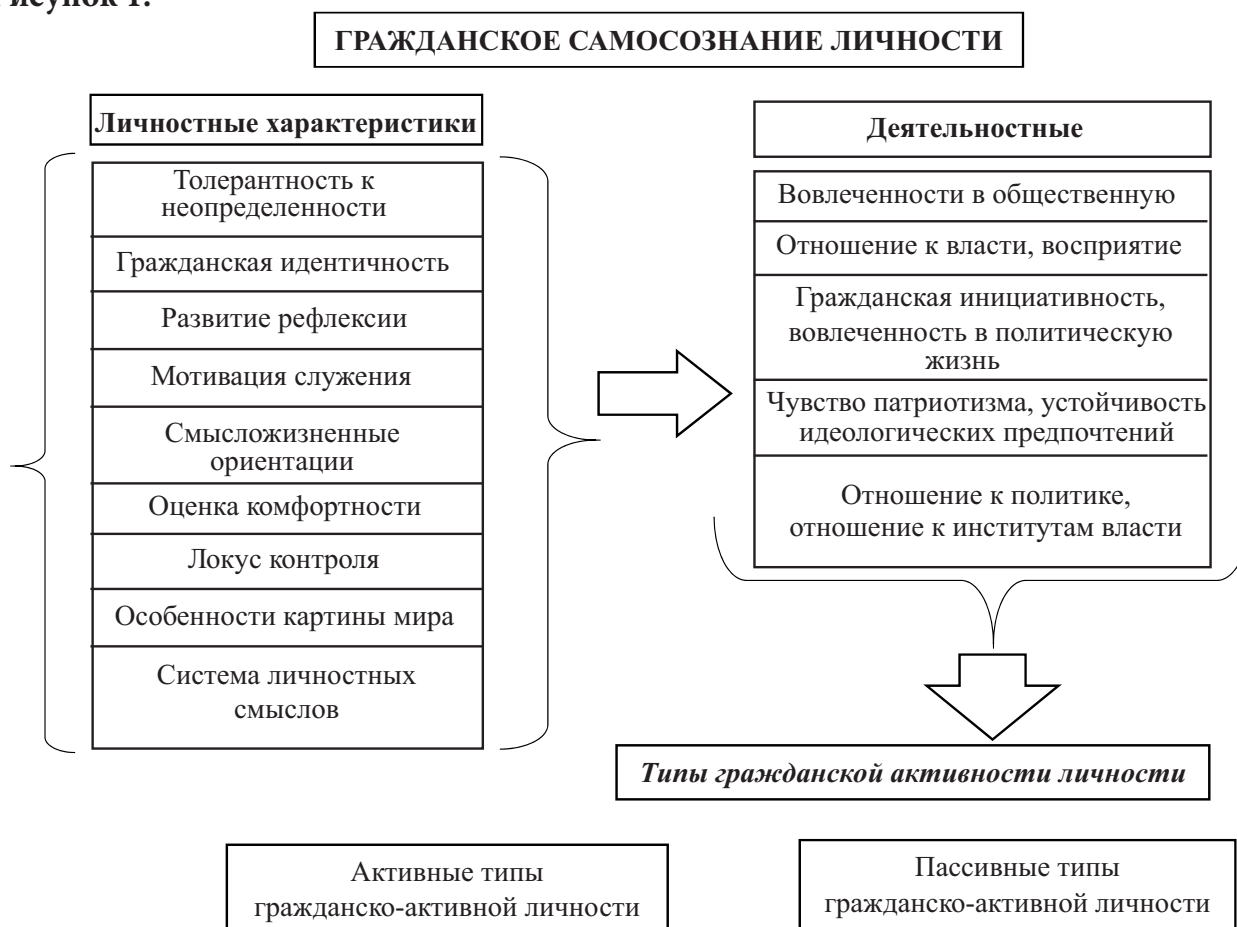 Рисунок 1.
ГРАЖДАНСКОЕ САМОСОЗНАНИЕ ЛИЧНОСТИ
Личностные характеристики
Толерантность к
неопределенности
Гражданская идентичность
Развитие рефлексии
Мотивация служения
Смысложизненные
ориентации
Оценка комфортности
Локус контроля
Особенности картины мира
Система личностных
смыслов
Деятельностные
Вовлеченности в общественную
Отношение к власти, восприятие
Гражданская инициативность,
вовлеченность в политическую
жизнь
Чувство патриотизма, устойчивость
идеологических предпочтений
Отношение к политике,
отношение к институтам власти
Типы гражданской активности личности
Активные типы
гражданско-активной личности
Пассивные типы
гражданско-активной личности